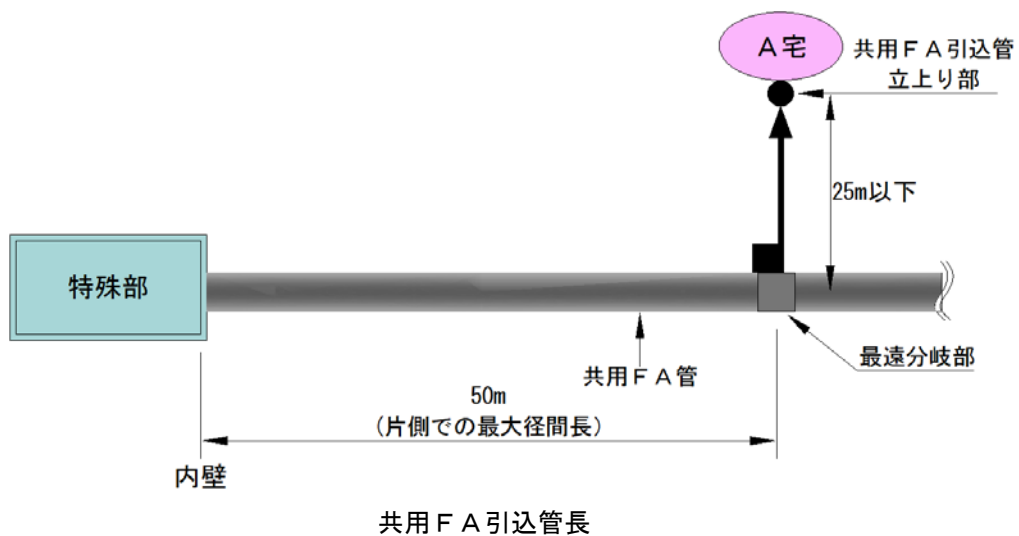 A宅
共用FA引込管
立上り部
25m以下
特殊部
最遠分岐部
共用FA管
50m
(片側での最大径間長)
内壁
共用FA引込管長